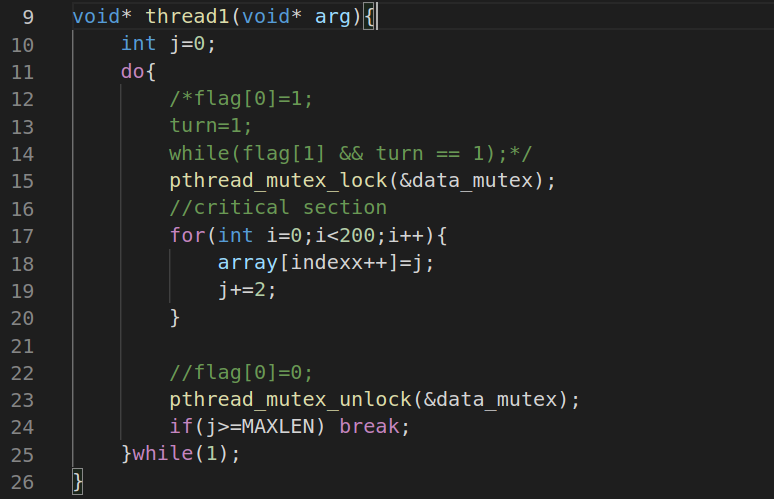 9 void* thread1(void* arg){
10     int j=0;
11     do{
12         /*flag[0]=1;
13         turn=1;
14         while(flag[1] && turn == 1);*/
15         pthread_mutex_lock(&data_mutex);
16         //critical section
17         for(int i=0;i<200;i++){
18             array[indexx++]=j;
19             j+=2;
20         }
21
22         //flag[0]=0;
23         pthread_mutex_unlock(&data_mutex);
24         if(j>=MAXLEN) break;
25     }while(1);
26 }